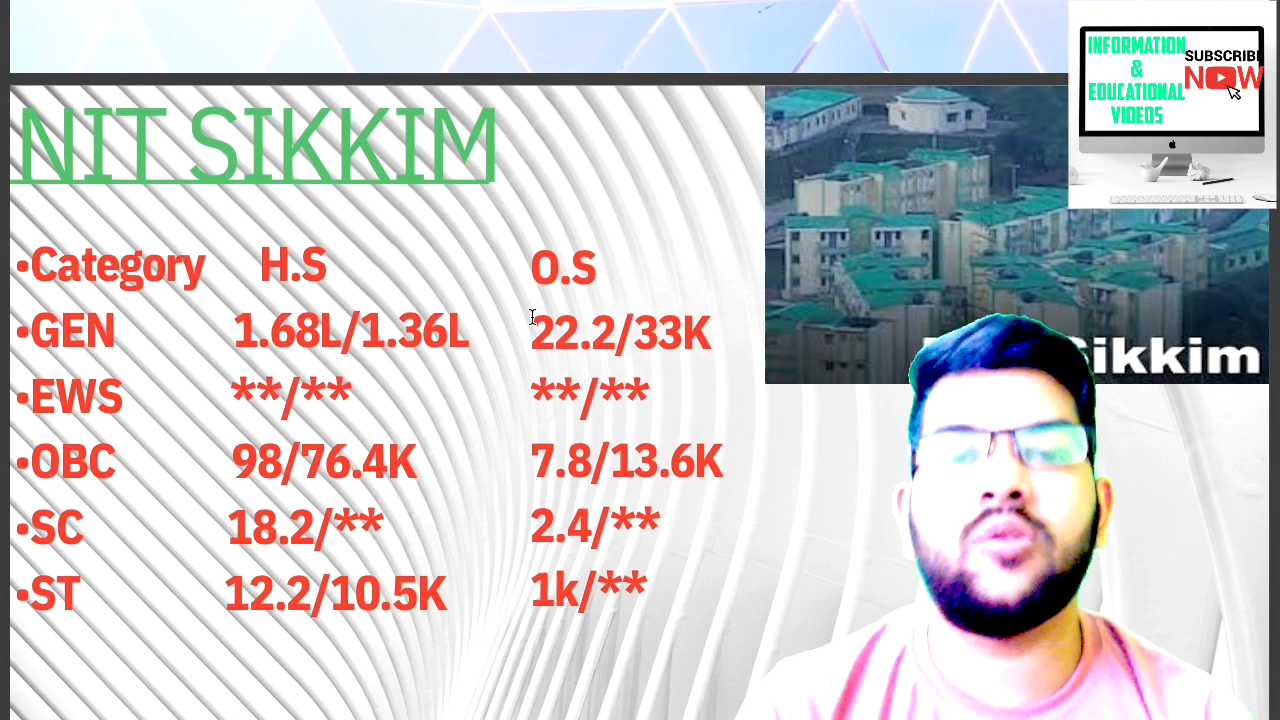 NIT SIKKIM
INFORMATION
&
EDUCATIONAL
VIDEOS
SUBSCRIBE
NOW
•Category H.S O.S
•GEN 1.68L/1.36L 22.2/33K
•EWS **/** **/**
•OBC 98/76.4K 7.8/13.6K
•SC 18.2/** 2.4/**
•ST 12.2/10.5K 1k/**
Sikkim